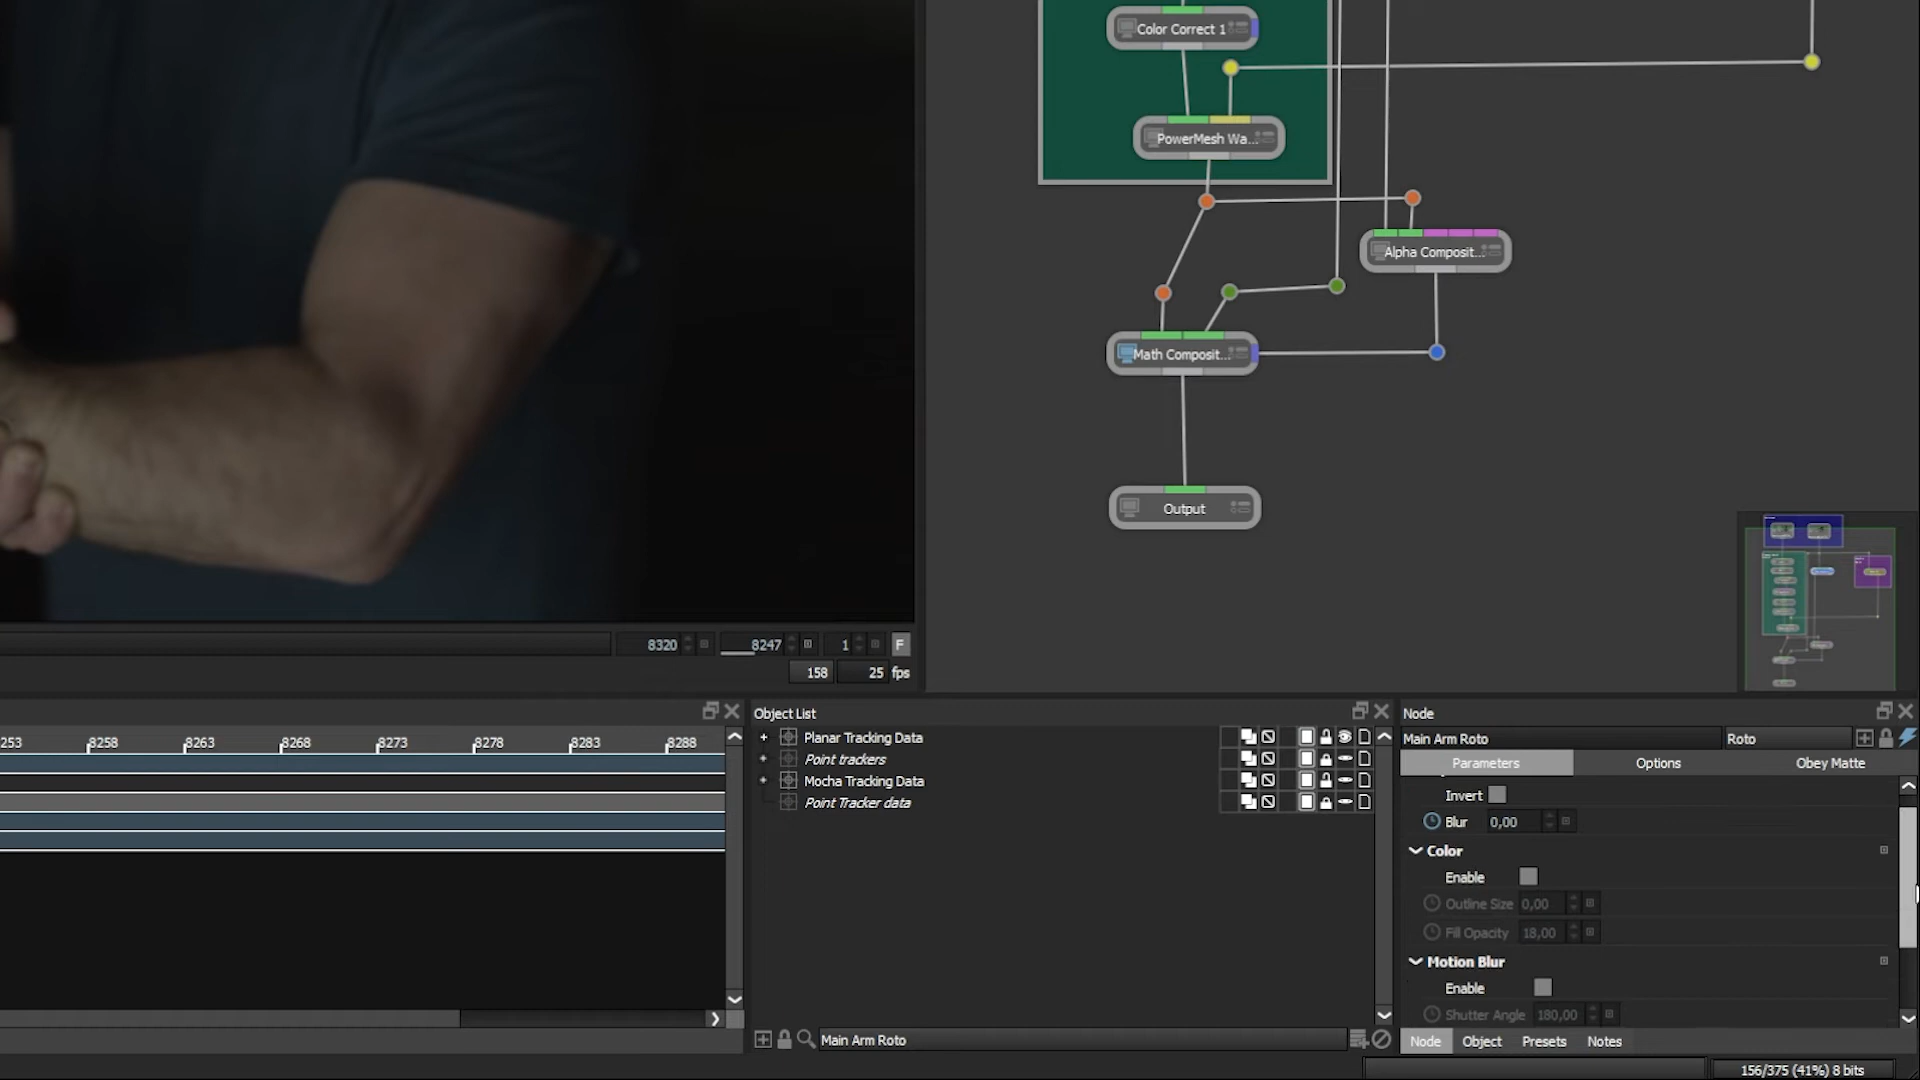 Color Correct 1
PowerMesh Wa...
Alpha Composit...
Math Composit...
Output
8320 8247 1 F
158 25 fps
253 8258 8263 8268 8273 8278 8283 8288
Object List
Planar Tracking Data
Point trackers
Mocha Tracking Data
Point Tracker data
Main Arm Roto
Node
Main Arm Roto Roto
Parameters Options Obey Matte
Invert
Blur 0,00
Color
Enable
Outline Size 0,00
Fill Opacity 18,00
Motion Blur
Enable
Shutter Angle 180,00
Node Object Presets Notes
156/375 (41%) 8 bits